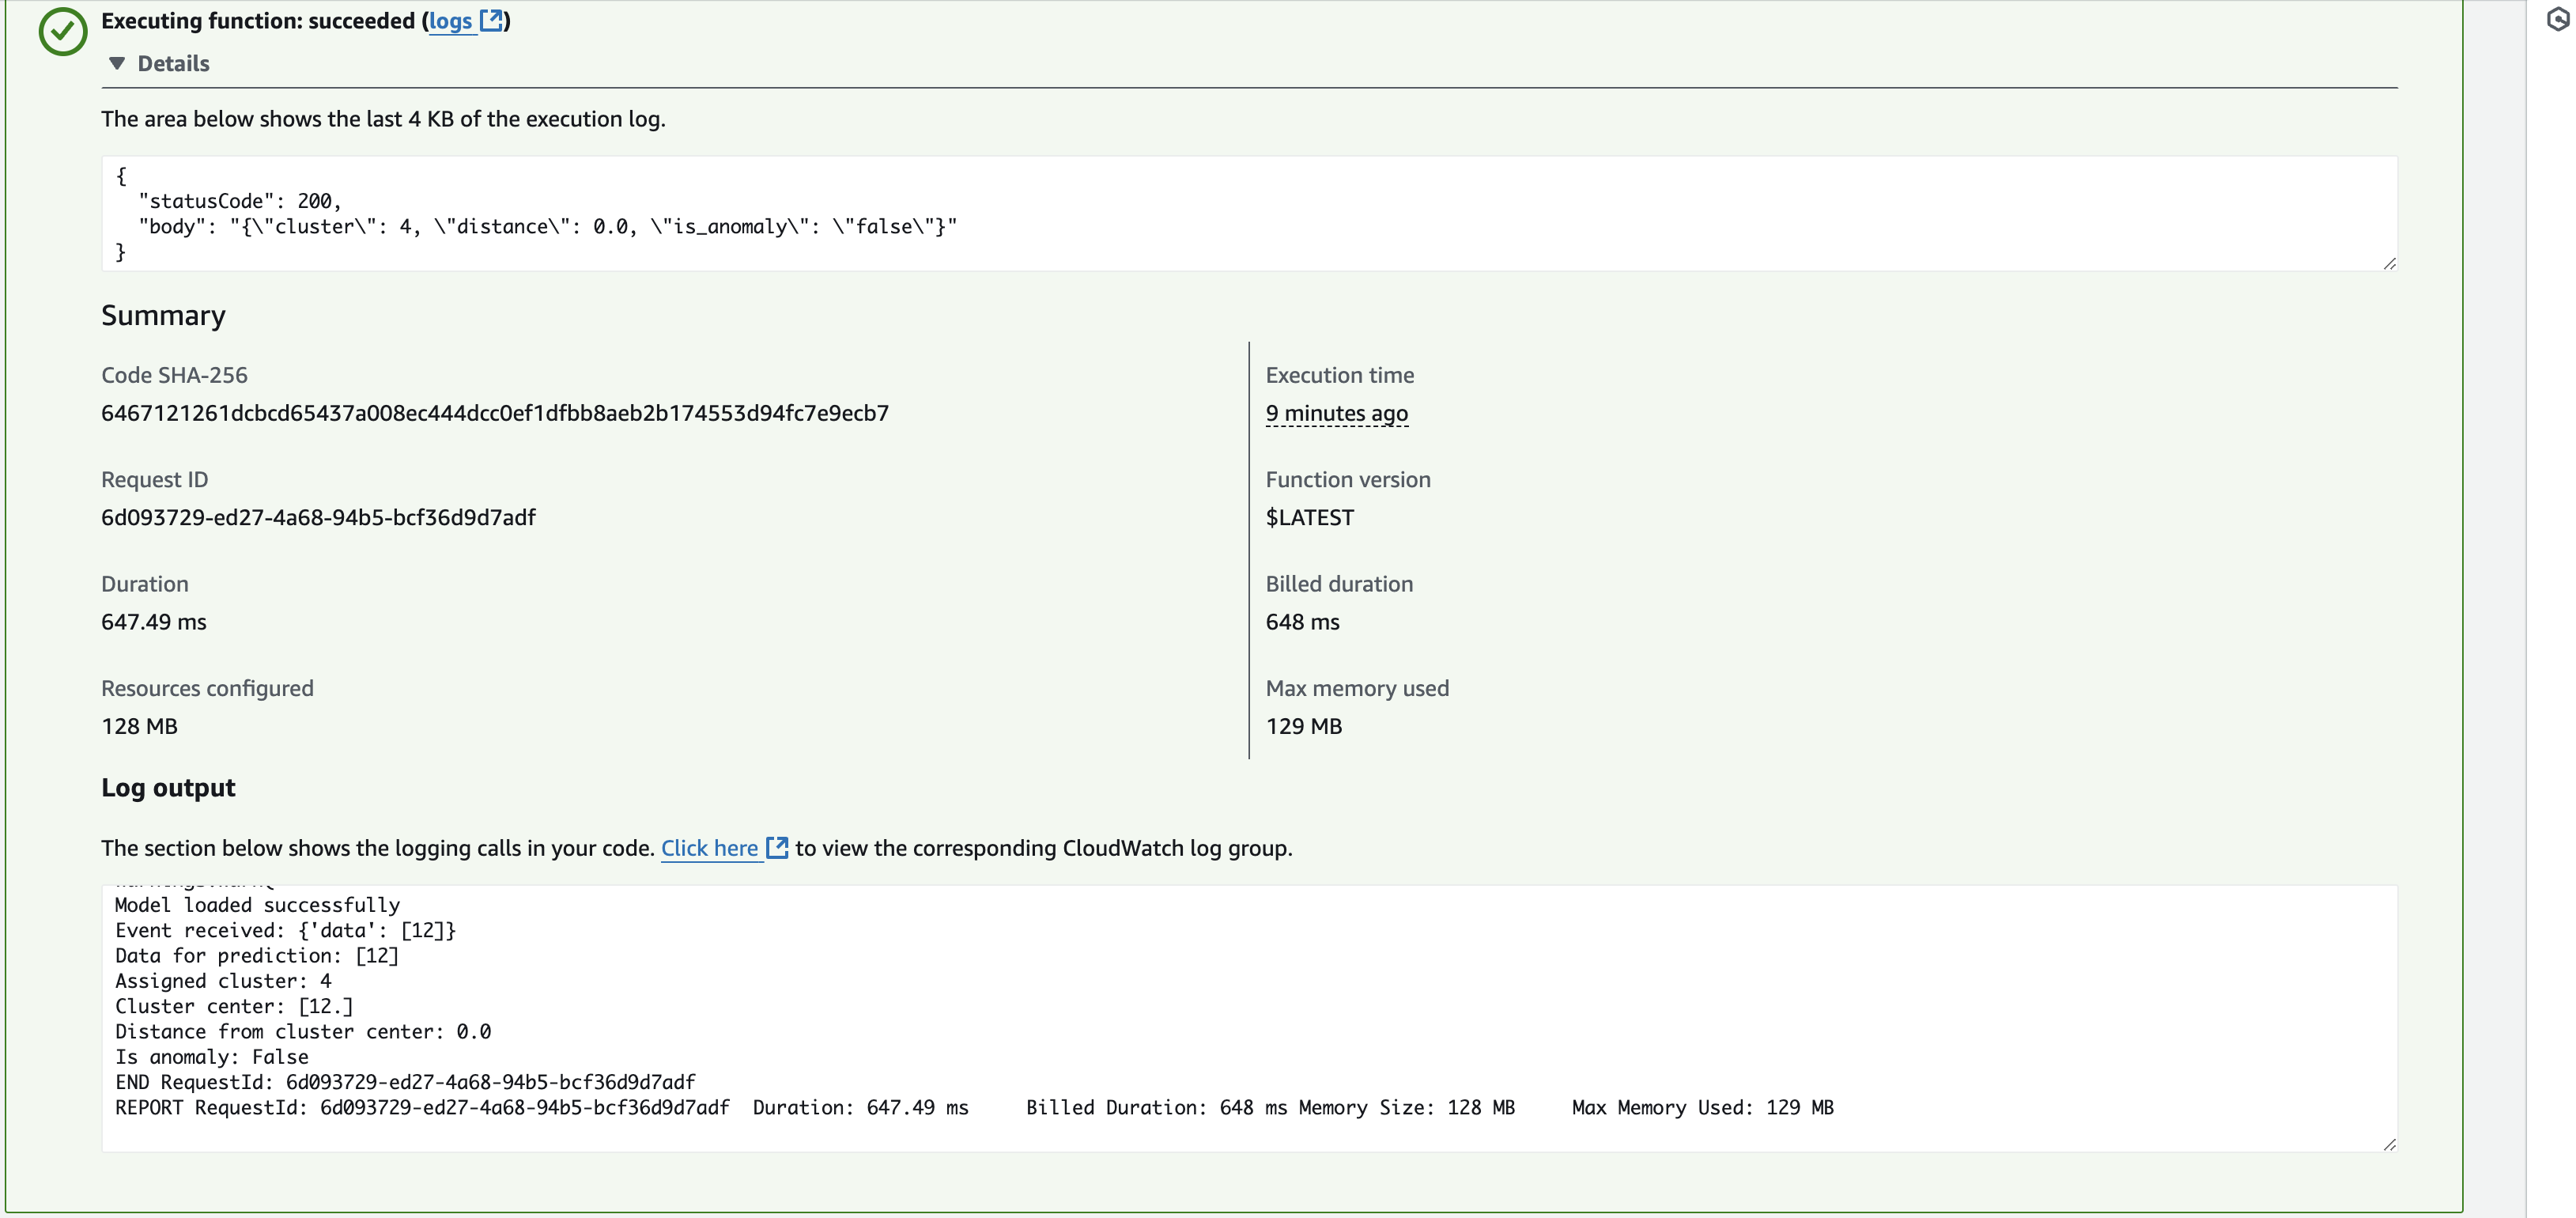 Executing function: succeeded (logs)
Details
The area below shows the last 4 KB of the execution log.
{
  "statusCode": 200,
  "body": "{\"cluster\": 4, \"distance\": 0.0, \"is_anomaly\": \"false\"}"
}
Summary
Code SHA-256
6467121261dcbcd65437a008ec444dcc0ef1dfbb8aeb2b174553d94fc7e9ecb7
Execution time
9 minutes ago
Request ID
6d093729-ed27-4a68-94b5-bcf36d9d7adf
Function version
$LATEST
Duration
647.49 ms
Billed duration
648 ms
Resources configured
128 MB
Max memory used
129 MB
Log output
The section below shows the logging calls in your code. Click here to view the corresponding CloudWatch log group.
Model loaded successfully
Event received: {'data': [12]}
Data for prediction: [12]
Assigned cluster: 4
Cluster center: [12.]
Distance from cluster center: 0.0
Is anomaly: False
END RequestId: 6d093729-ed27-4a68-94b5-bcf36d9d7adf
REPORT RequestId: 6d093729-ed27-4a68-94b5-bcf36d9d7adf  Duration: 647.49 ms     Billed Duration: 648 ms Memory Size: 128 MB     Max Memory Used: 129 MB